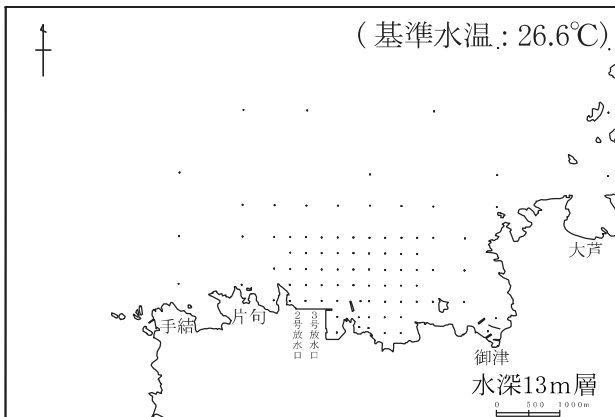 (基準水温:26.6℃)
大芦
手結
片句
2号放水口
3号放水口
御津
水深13m層
0 500 1000m